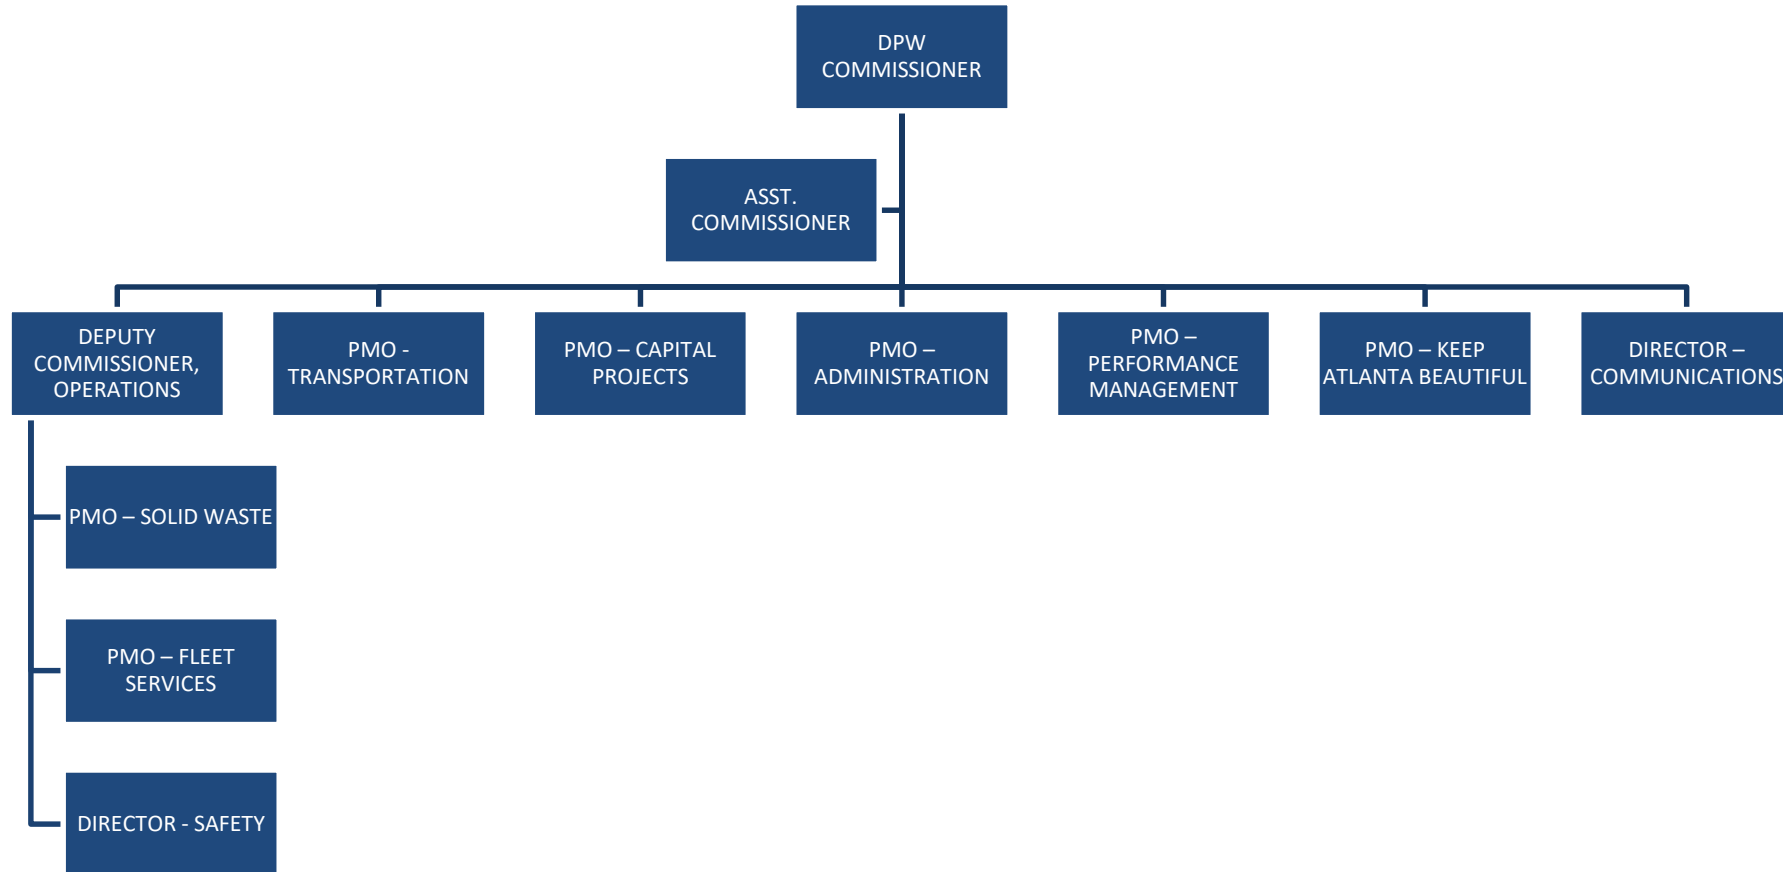 DPW
COMMISSIONER
ASST.
COMMISSIONER
DEPUTY
COMMISSIONER,
OPERATIONS
PMO -
TRANSPORTATION
PMO – CAPITAL
PROJECTS
PMO –
ADMINISTRATION
PMO –
PERFORMANCE
MANAGEMENT
PMO – KEEP
ATLANTA BEAUTIFUL
DIRECTOR –
COMMUNICATIONS
PMO – SOLID WASTE
PMO – FLEET
SERVICES
DIRECTOR - SAFETY